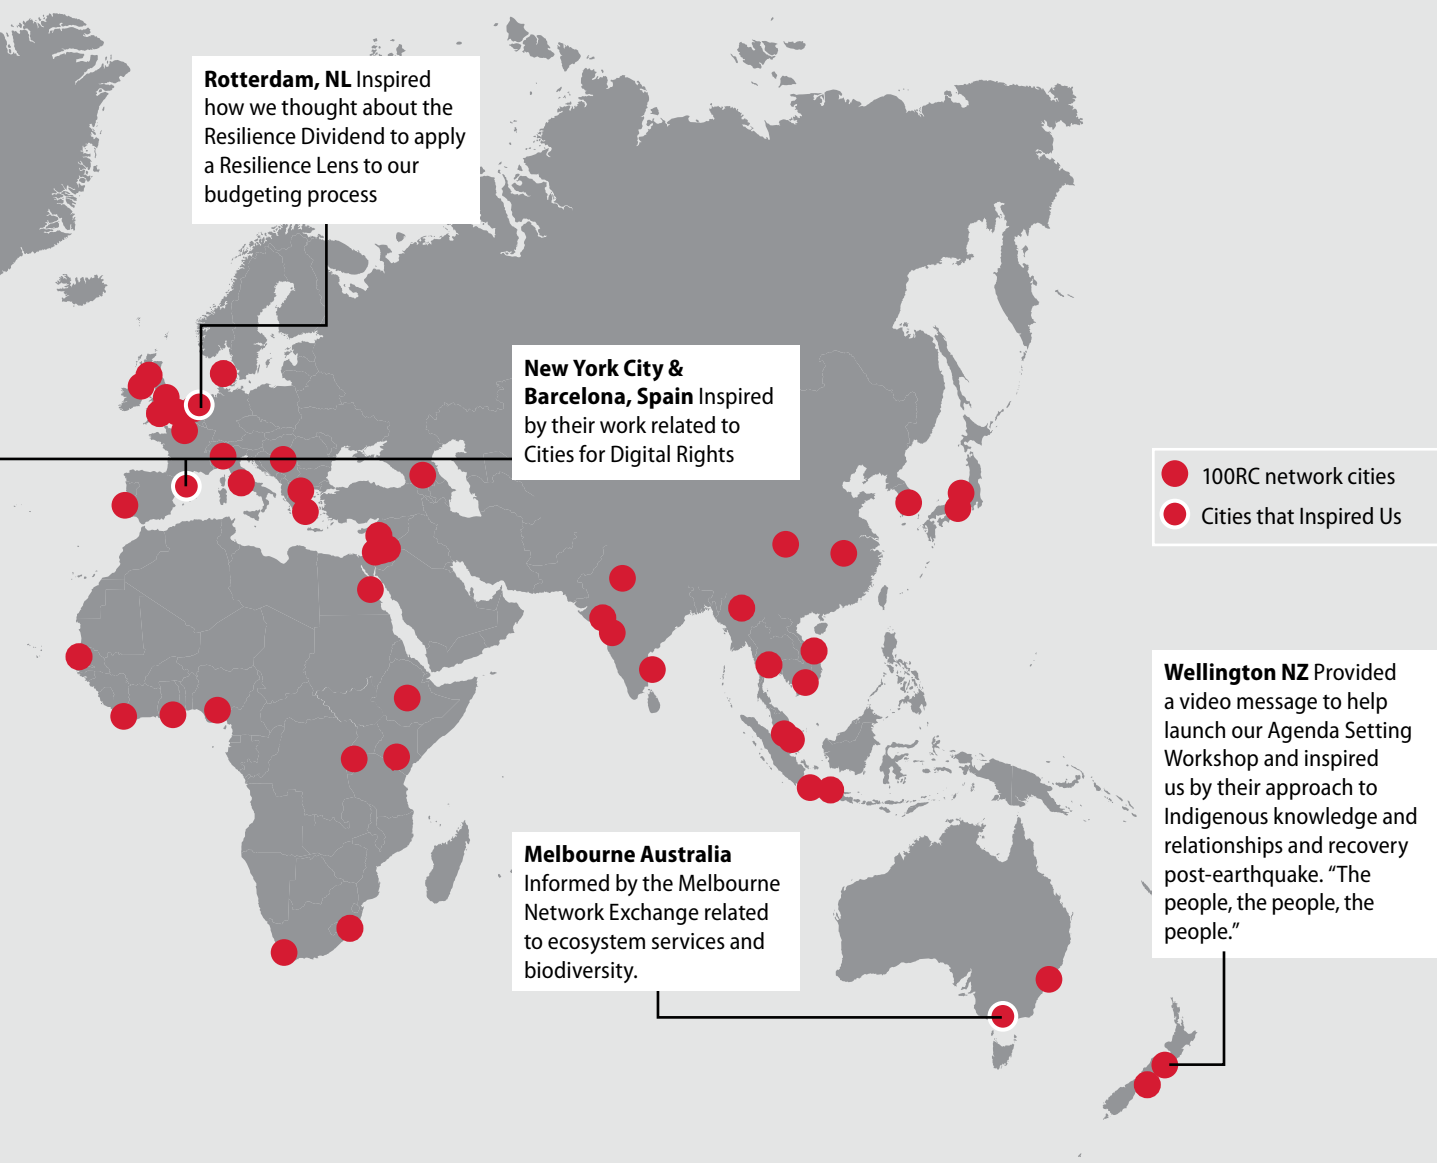 Rotterdam, NL Inspired
how we thought about the
Resilience Dividend to apply
a Resilience Lens to our
budgeting process
New York City &
Barcelona, Spain Inspired
by their work related to
Cities for Digital Rights
100RC network cities
Cities that Inspired Us
Wellington NZ Provided
a video message to help
launch our Agenda Setting
Workshop and inspired
us by their approach to
Indigenous knowledge and
relationships and recovery
post-earthquake. “The
people, the people, the
people.”
Melbourne Australia
Informed by the Melbourne
Network Exchange related
to ecosystem services and
biodiversity.